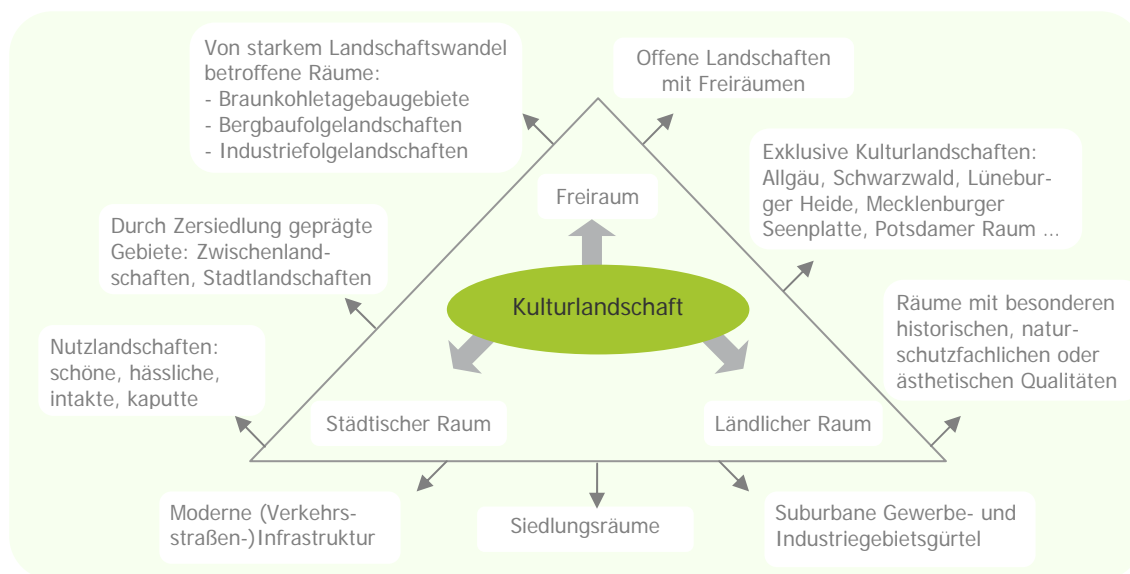 Von starkem Landschaftswandel
betroffene Räume:
- Braunkohletagebaugebiete
- Bergbaufolgelandschaften
- Industriefolgelandschaften
Offene Landschaften
mit Freiräumen
Exklusive Kulturlandschaften:
Allgäu, Schwarzwald, Lünebur-
ger Heide, Mecklenburger
Seenplatte, Potsdamer Raum ...
Freiraum
Durch Zersiedlung geprägte
Gebiete: Zwischenland-
schaften, Stadtlandschaften
Kulturlandschaft
Räume mit besonderen
historischen, natur-
schutzfachlichen oder
ästhetischen Qualitäten
Nutzlandschaften:
schöne, hässliche,
intakte, kaputte
Städtischer Raum
Ländlicher Raum
Moderne (Verkehrs-
straßen-)Infrastruktur
Siedlungsräume
Suburbane Gewerbe- und
Industriegebietsgürtel